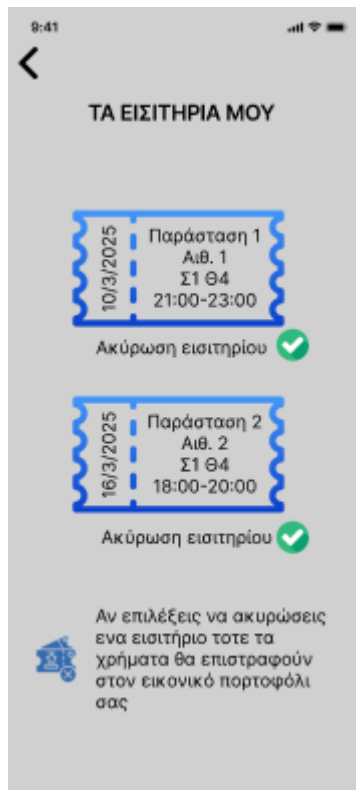 9:41
ΤΑ ΕΙΣΙΤΗΡΙΑ ΜΟΥ
10/3/2025
Παράσταση 1
Αιθ. 1
Σ1 Θ4
21:00-23:00
Ακύρωση εισιτηρίου
16/3/2025
Παράσταση 2
Αιθ. 2
Σ1 Θ4
18:00-20:00
Ακύρωση εισιτηρίου
Αν επιλέξεις να ακυρώσεις
ενα εισιτήριο τοτε τα
χρήματα θα επιστραφούν
στον εικονικό πορτοφόλι
σας